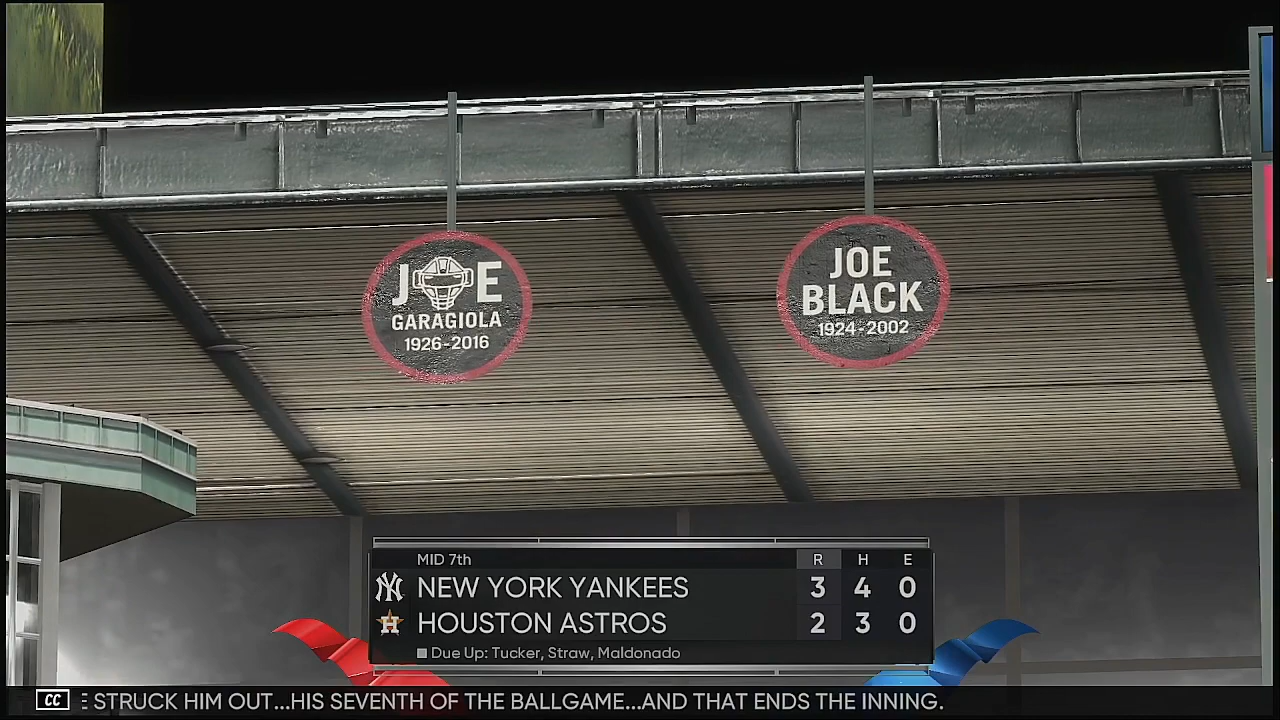 J E
GARAGIOLA
1926-2016
JOE
BLACK
1924-2002
MID 7th R H E
NEW YORK YANKEES 3 4 0
HOUSTON ASTROS 2 3 0
Due Up: Tucker, Straw, Maldonado
CC STRUCK HIM OUT...HIS SEVENTH OF THE BALLGAME...AND THAT ENDS THE INNING.